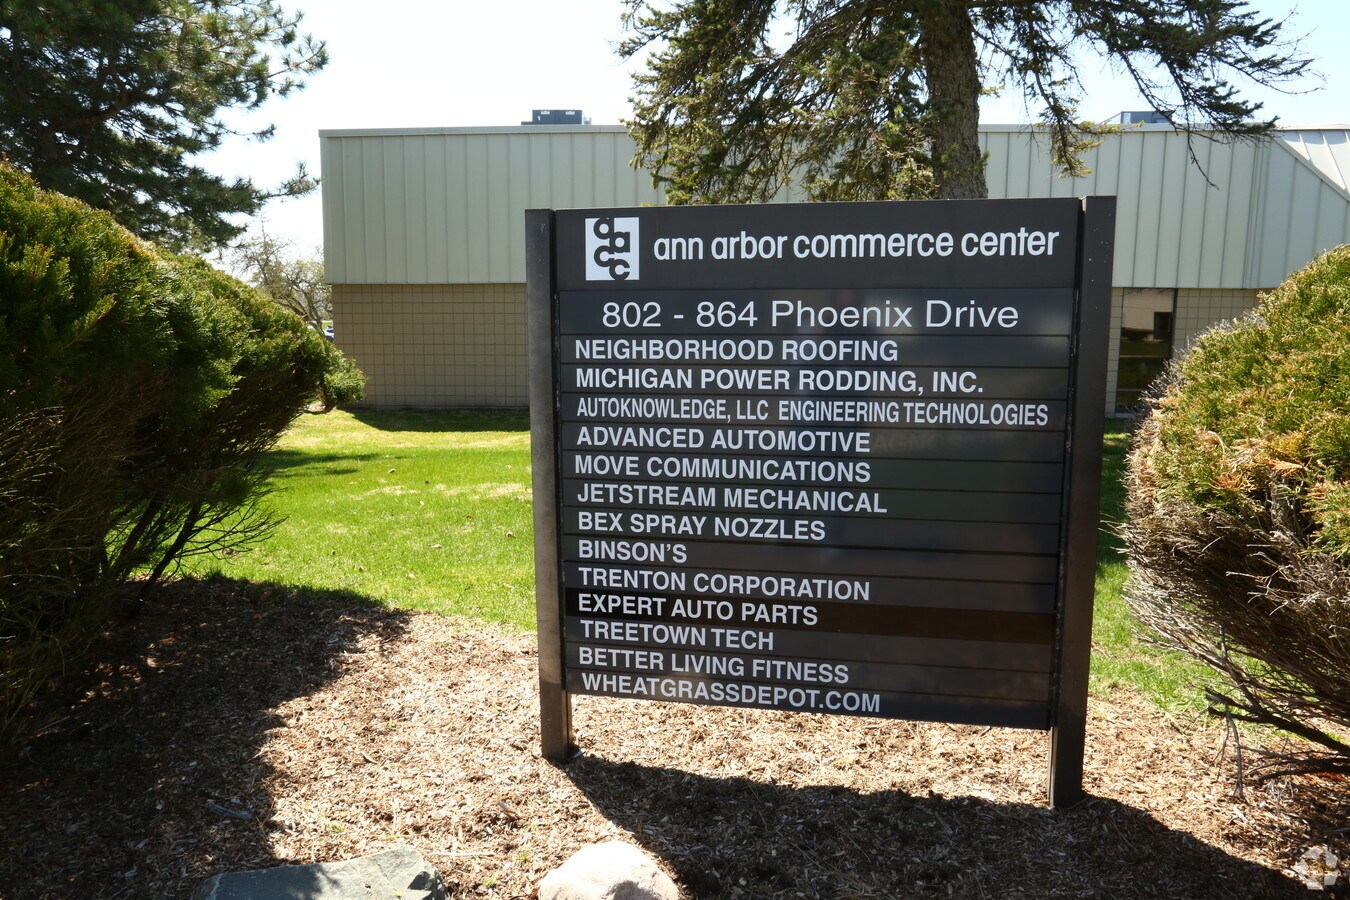 aacc
ann arbor commerce center
802 - 864 Phoenix Drive
NEIGHBORHOOD ROOFING
MICHIGAN POWER RODDING, INC.
AUTOKNOWLEDGE, LLC ENGINEERING TECHNOLOGIES
ADVANCED AUTOMOTIVE
MOVE COMMUNICATIONS
JETSTREAM MECHANICAL
BEX SPRAY NOZZLES
BINSON'S
TRENTON CORPORATION
EXPERT AUTO PARTS
TREETOWN TECH
BETTER LIVING FITNESS
WHEATGRASSDEPOT.COM